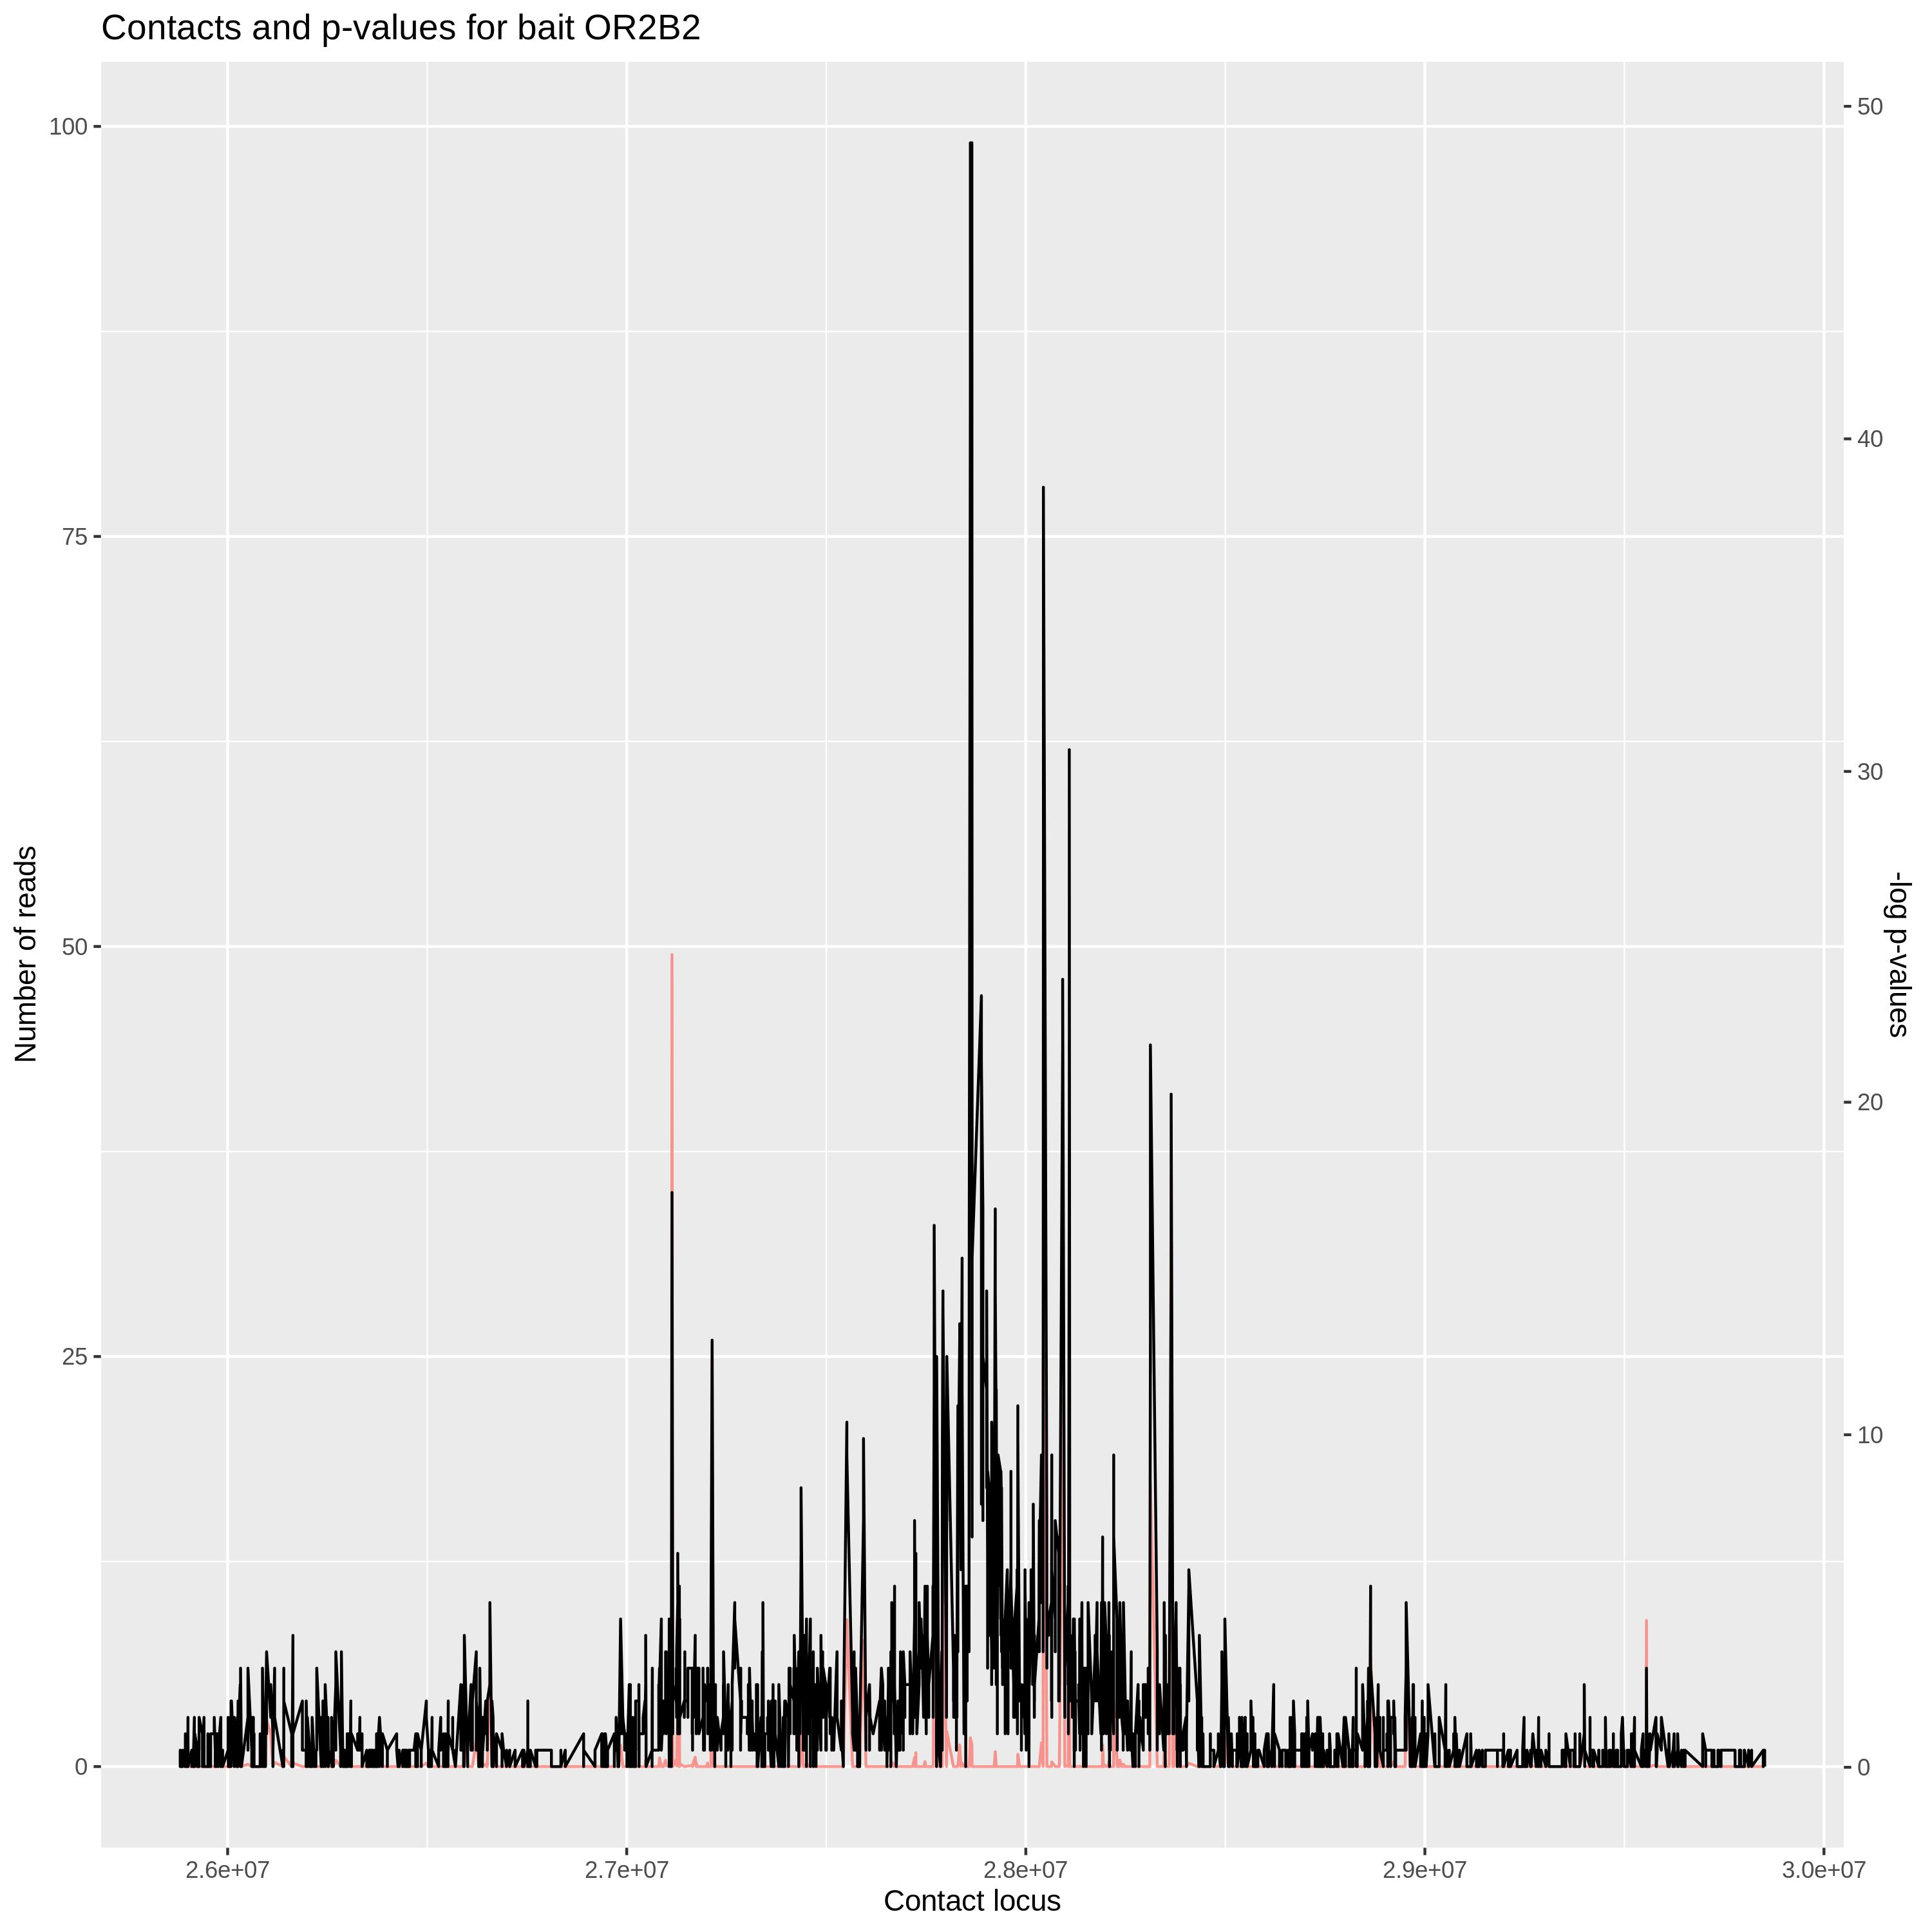 Contacts and p-values for bait OR2B2
100
75
50
25
0
Number of reads
50
40
30
20
10
0
-log p-values
2.6e+07
2.7e+07
2.8e+07
2.9e+07
3.0e+07
Contact locus